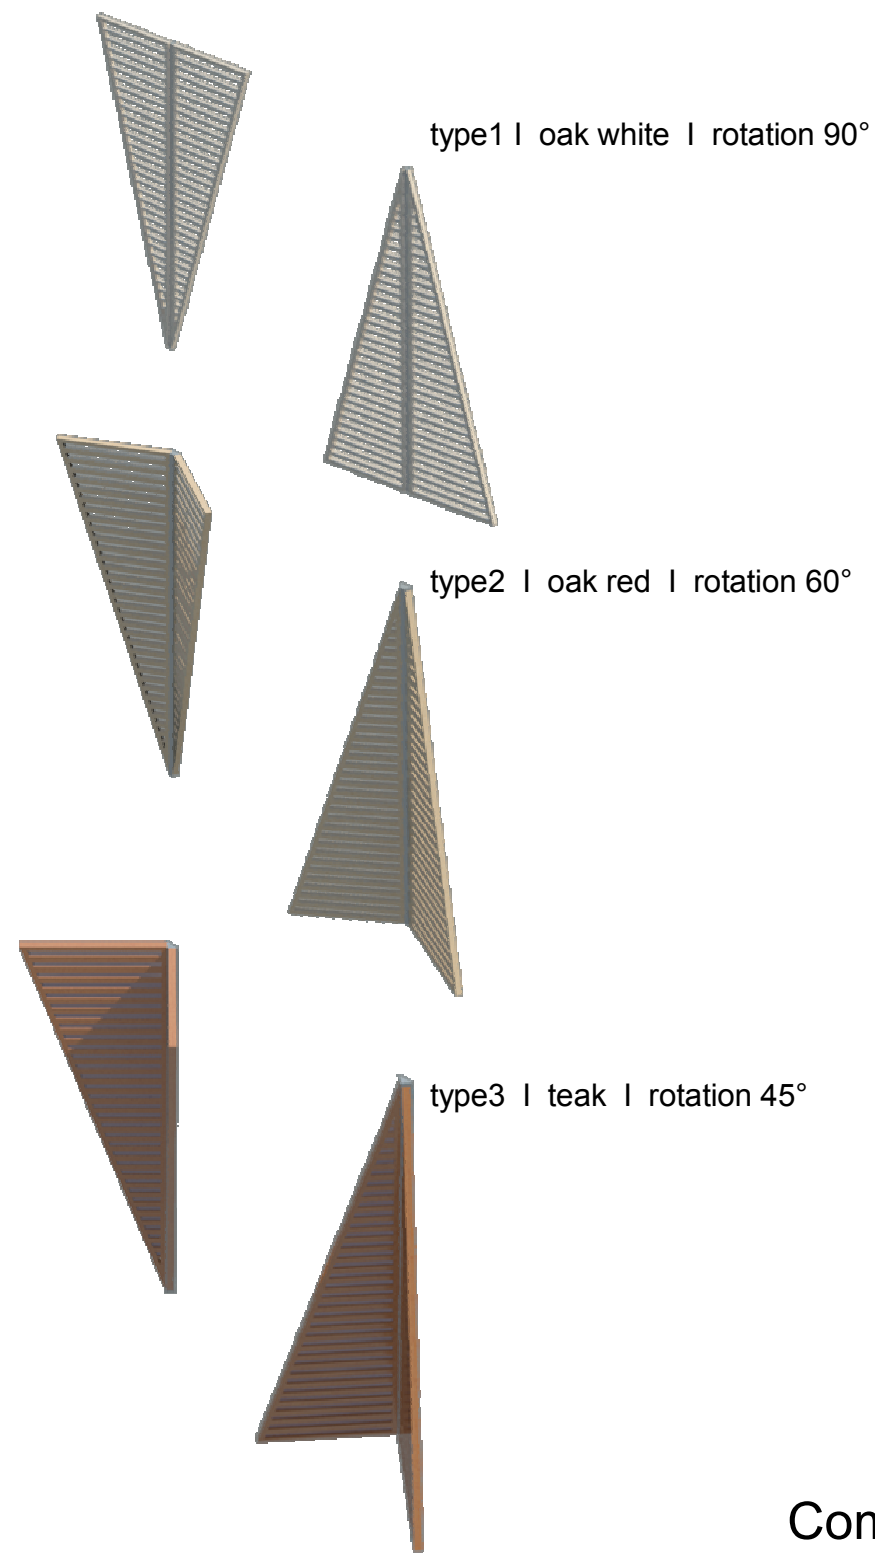 type1 I oak white I rotation 90°
type2 I oak red I rotation 60°
type3 I teak I rotation 45°